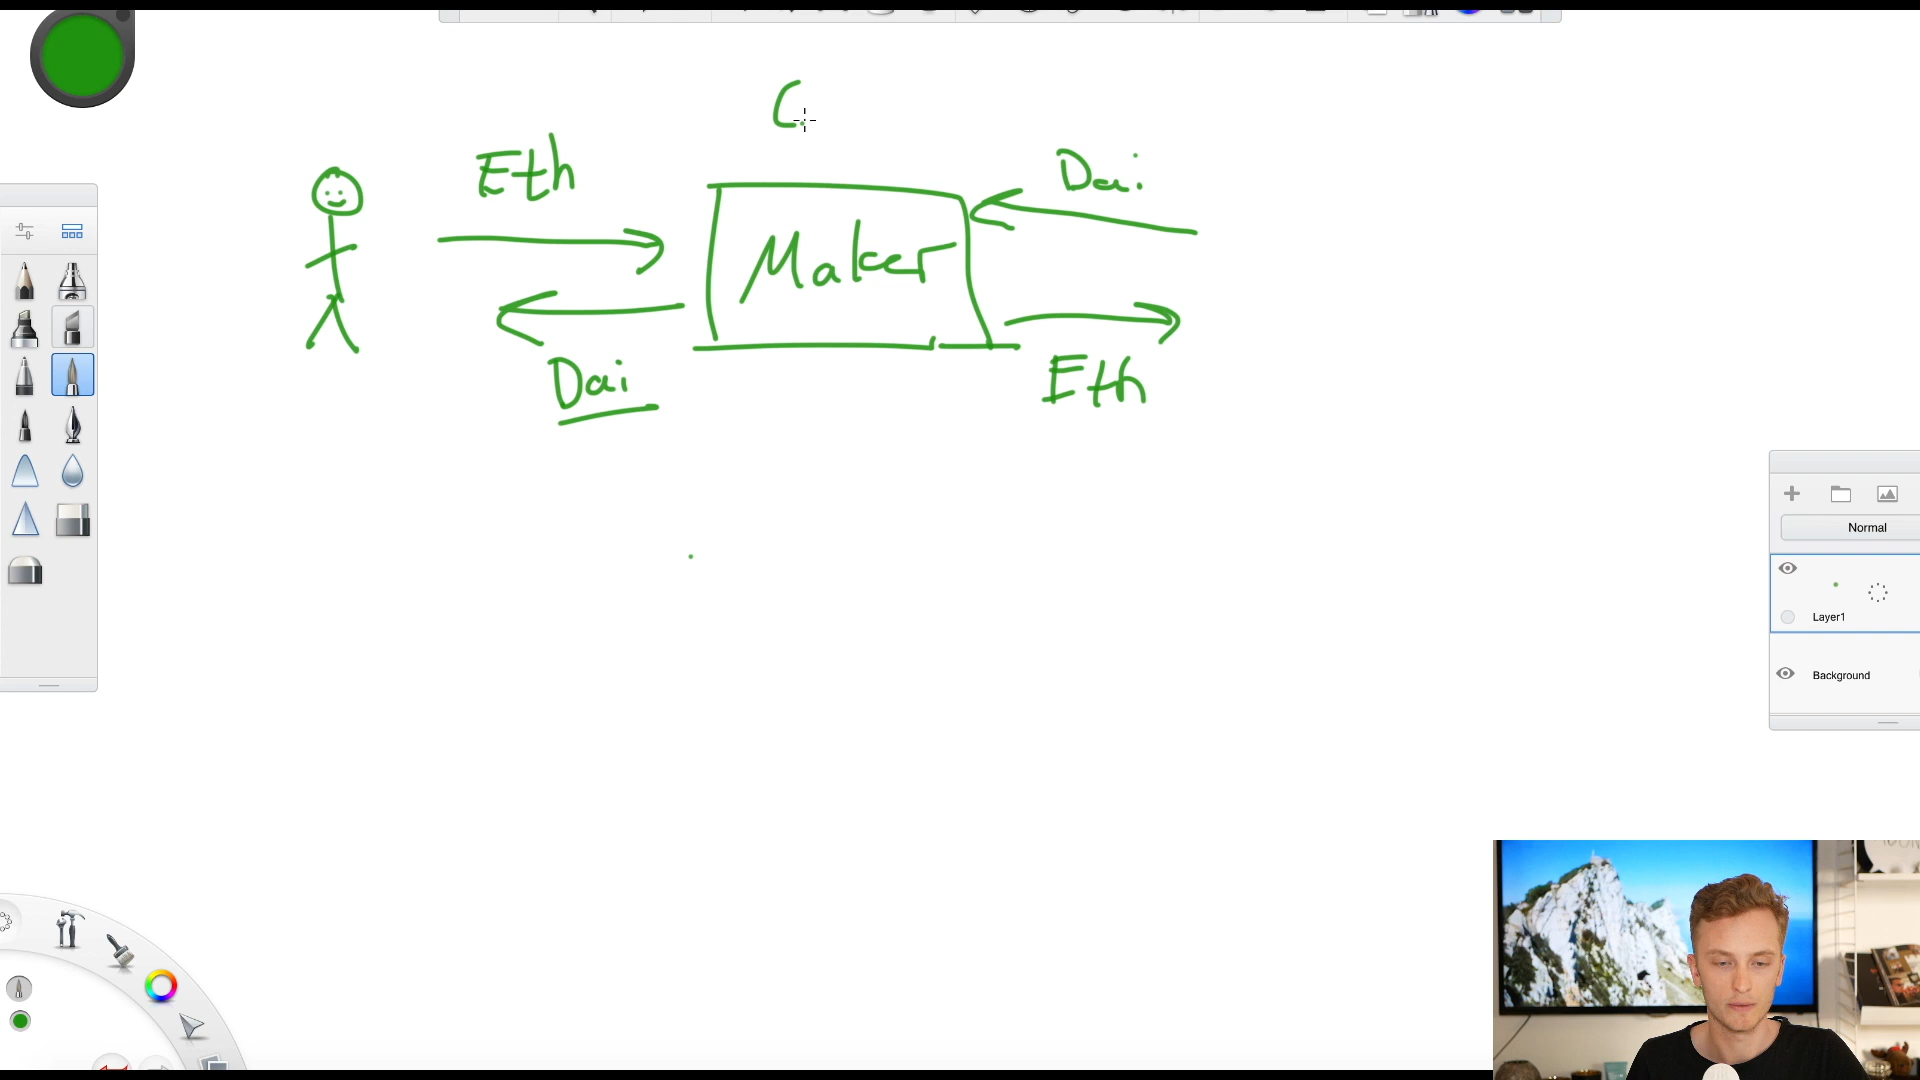 C
Eth
Dai
Maker
Dai
Eth
Normal
Layer1
Background